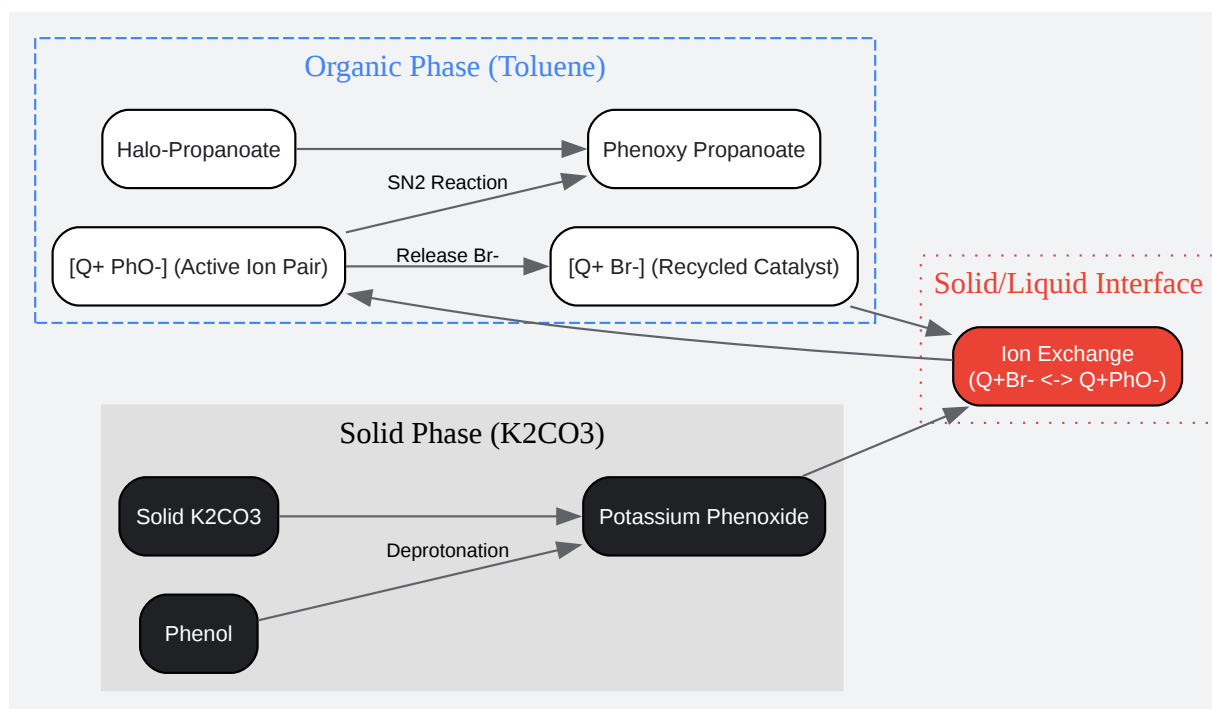 Organic Phase (Toluene)
Halo-Propanoate
Phenoxy Propanoate
SN2 Reaction
[Q+ PhO-] (Active Ion Pair)
Release Br-
[Q+ Br-] (Recycled Catalyst)
Solid/Liquid Interface
Ion Exchange
(Q+Br- <-> Q+PhO-)
Solid Phase (K2CO3)
Solid K2CO3
Potassium Phenoxide
Deprotonation
Phenol